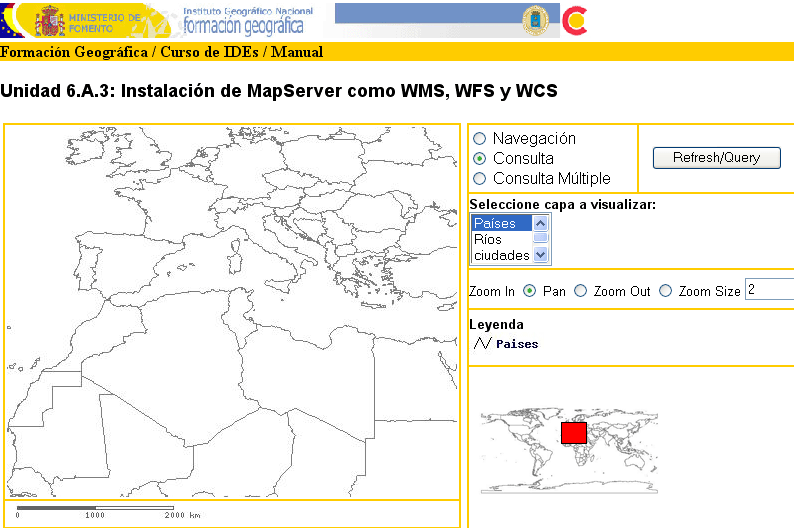 MINISTERIO DE
FOMENTO
Instituto Geográfico Nacional
formación geográfica
Formación Geográfica / Curso de IDEs / Manual
Unidad 6.A.3: Instalación de MapServer como WMS, WFS y WCS
Navegación
Consulta
Consulta Múltiple
Refresh/Query
Seleccione capa a visualizar:
Países
Ríos
ciudades
Zoom In Pan Zoom Out Zoom Size 2
Leyenda
Paises
0 1000 2000 km